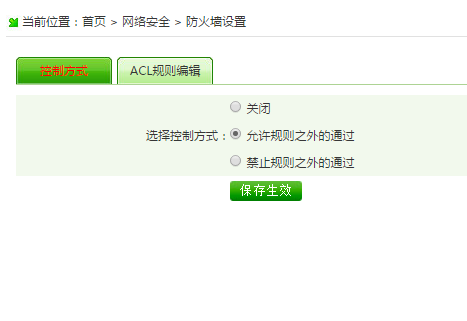 当前位置：首页 > 网络安全 > 防火墙设置
控制方式 ACL规则编辑
关闭
选择控制方式： 允许规则之外的通过
禁止规则之外的通过
保存生效